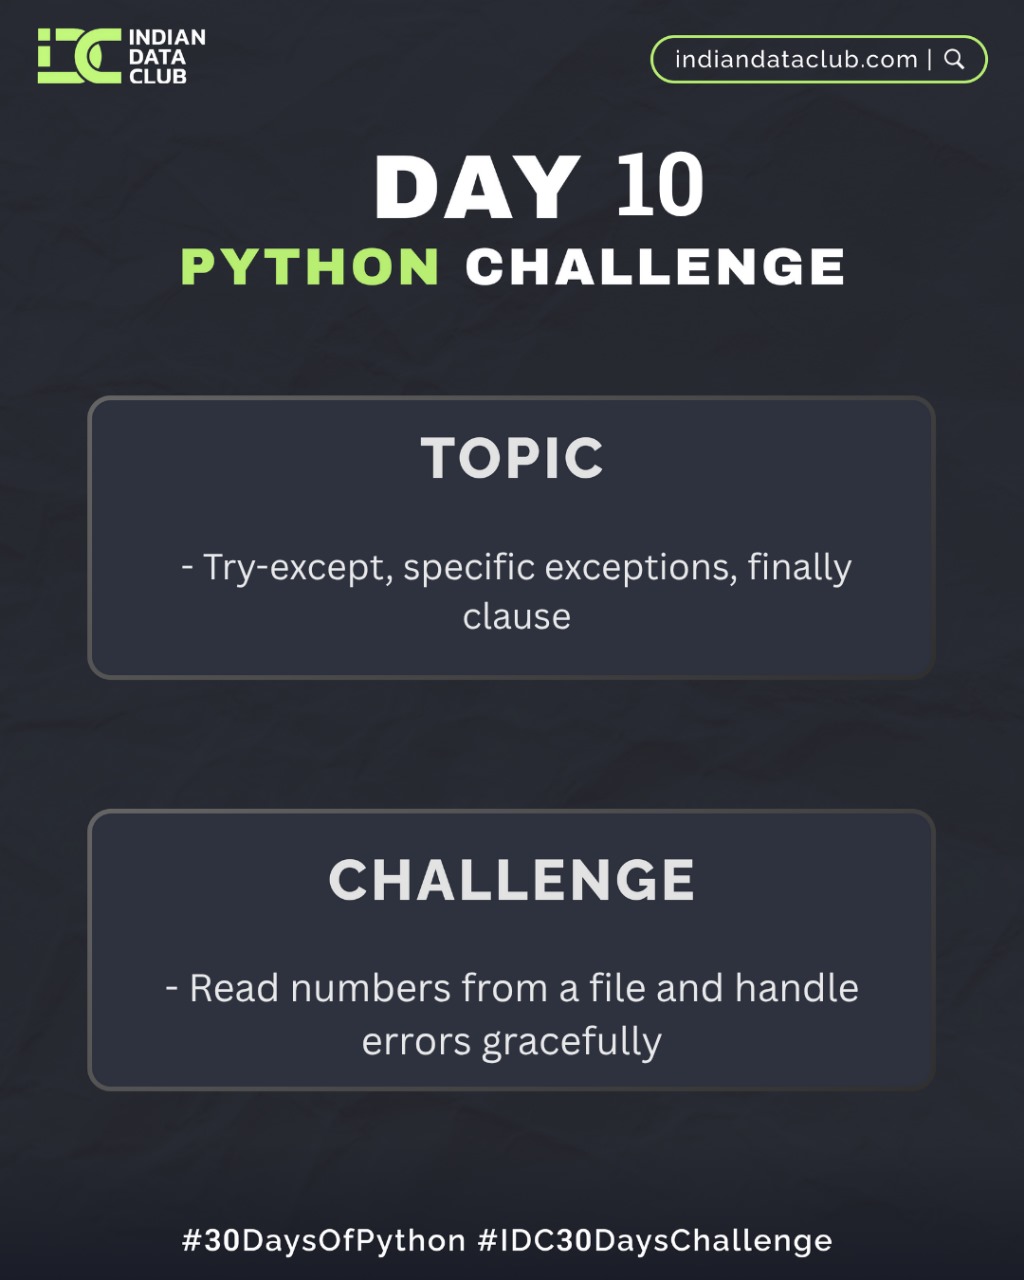 INDIAN
DATA
CLUB
indiandataclub.com |
DAY 10
PYTHON CHALLENGE
TOPIC
- Try-except, specific exceptions, finally
clause
CHALLENGE
- Read numbers from a file and handle
errors gracefully
#30DaysOfPython #IDC30DaysChallenge